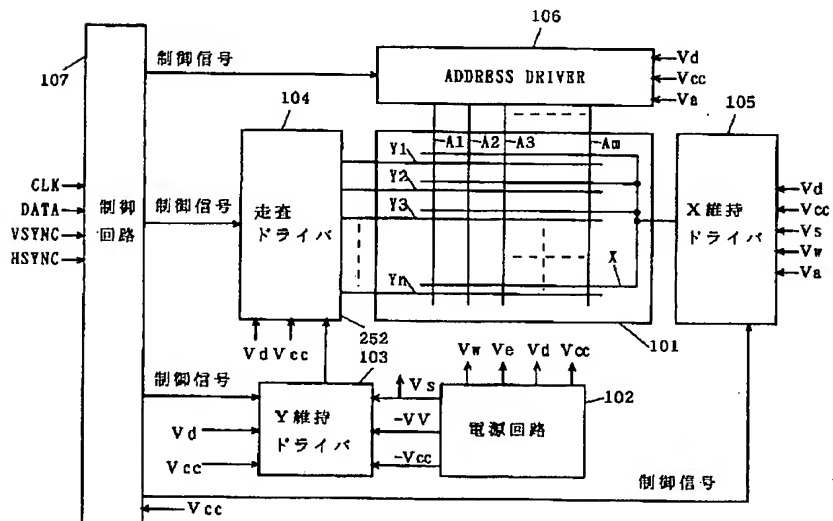 106
制御信号
ADDRESS DRIVER
Vd
Vcc
Va
107
104
105
A1 A2 A3 Am
Y1
Y2
Y3
Yn
X
CLK
DATA
VSYNC
HSYNC
制御
回路
制御信号
走査
ドライバ
X維持
ドライバ
Vd
Vcc
Vs
Vw
Va
252
103
101
Vd Vcc
Vw Ve Vd Vcc
制御信号
Vs
102
Y維持
ドライバ
-VV
電源回路
Vd
Vcc
-Vcc
制御信号
Vcc